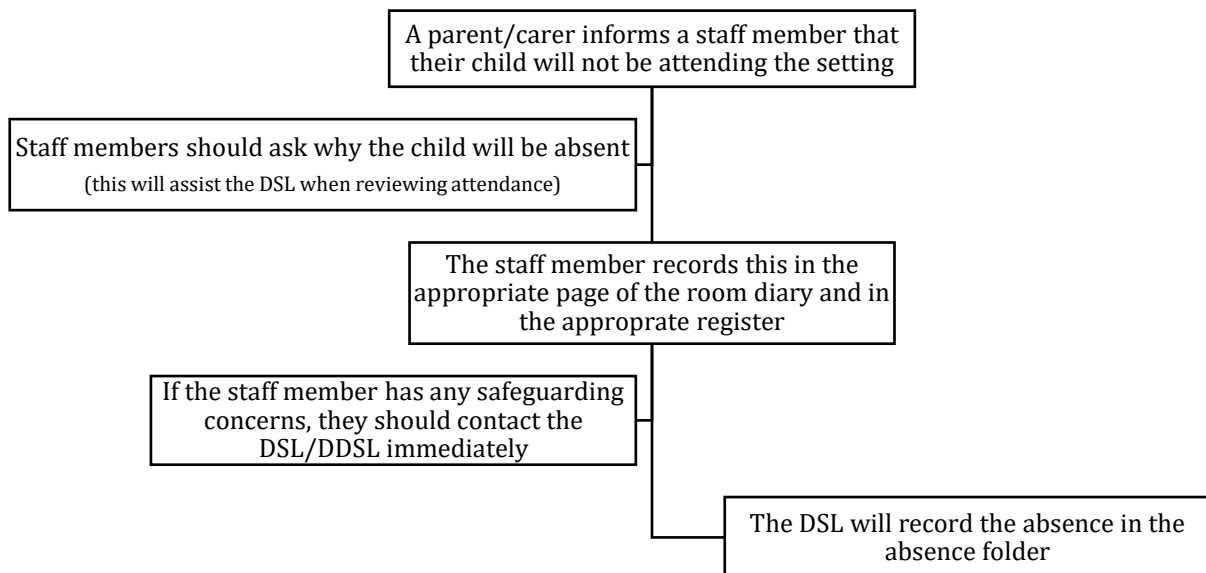 A parent/carer informs a staff member that
their child will not be attending the setting
Staff members should ask why the child will be absent
(this will assist the DSL when reviewing attendance)
The staff member records this in the
appropriate page of the room diary and in
the approprate register
If the staff member has any safeguarding
concerns, they should contact the
DSL/DDSL immediately
The DSL will record the absence in the
absence folder